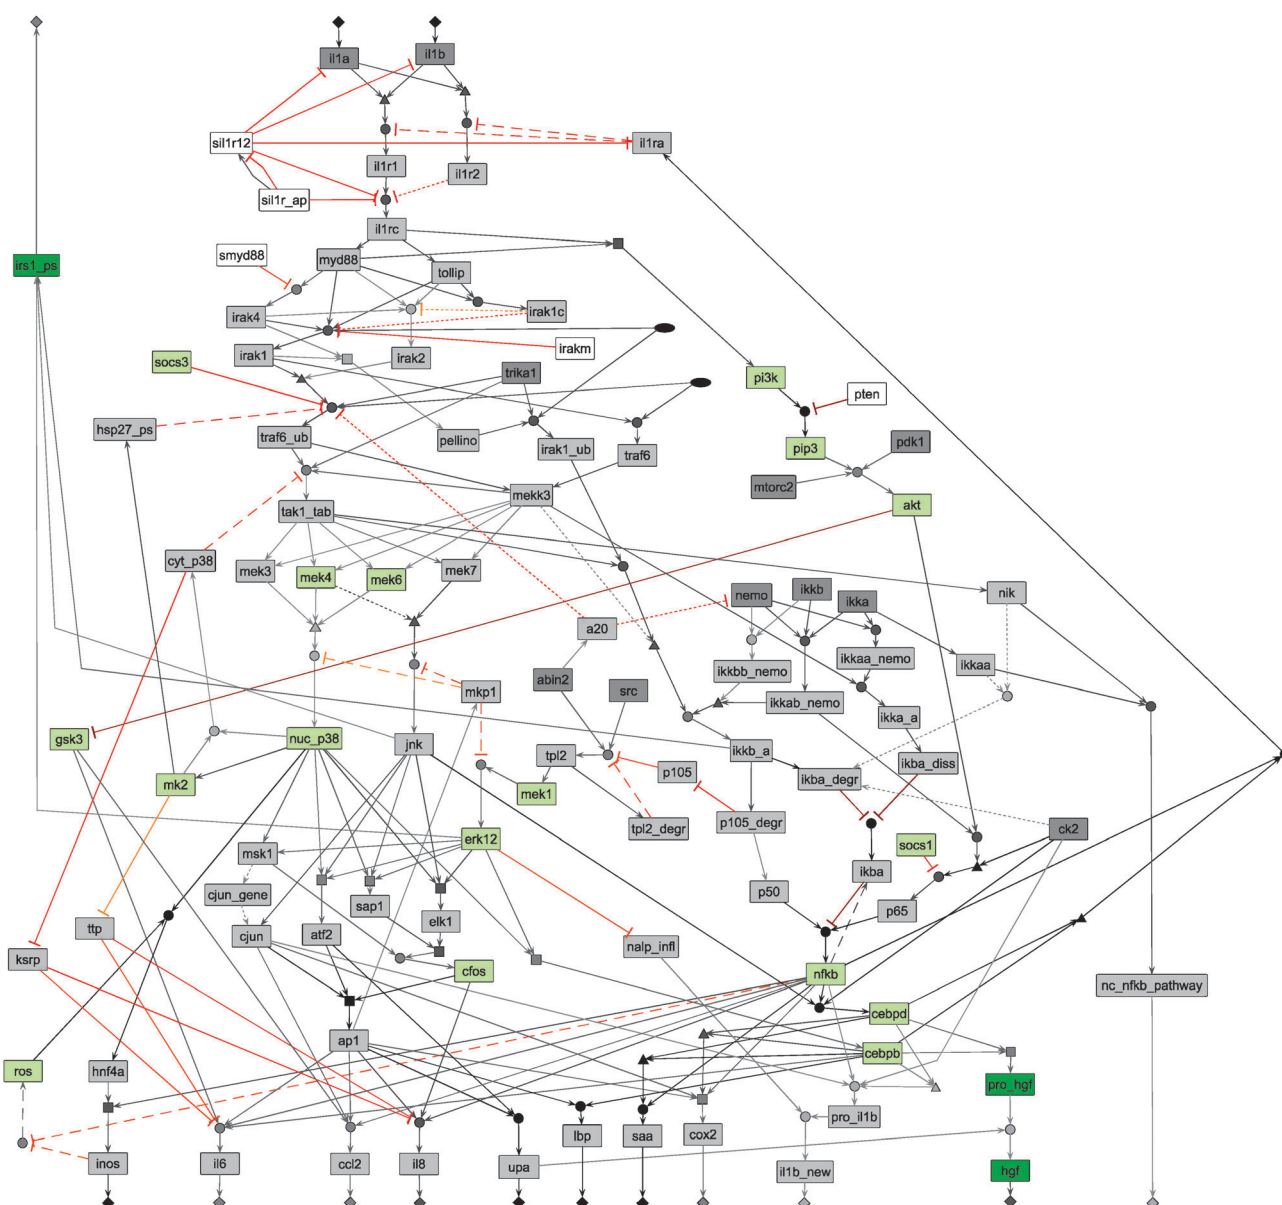 il1a
il1b
sil1r12
il1ra
il1r1
il1r2
sil1r_ap
il1rc
smyd88
myd88
irs1_ps
tollip
irak4
irak1c
irakm
socs3
irak1
irak2
trika1
pi3k
pten
hsp27_ps
traf6_ub
pellino
irak1_ub
traf6
pip3
pdk1
mtorc2
mekk3
akt
tak1_tab
cyt_p38
mek3
mek4
mek6
mek7
nemo
ikkb
ikka
nik
a20
ikkbb_nemo
ikkaa_nemo
ikkaa
abin2
src
mkp1
ikkab_nemo
ikka_a
gsk3
nuc_p38
jnk
tpl2
p105
ikkb_a
ikba_degr
ikba_diss
mk2
mek1
tpl2_degr
p105_degr
ck2
erk12
socs1
msk1
cjun_gene
sap1
p50
ikba
p65
ttp
cjun
atf2
elk1
nalp_infl
ksrp
cfos
nfkb
nc_nfkb_pathway
cebpd
ap1
cebpb
ros
hnf4a
pro_hgf
pro_il1b
lbp
saa
cox2
inos
il6
ccl2
il8
upa
il1b_new
hgf